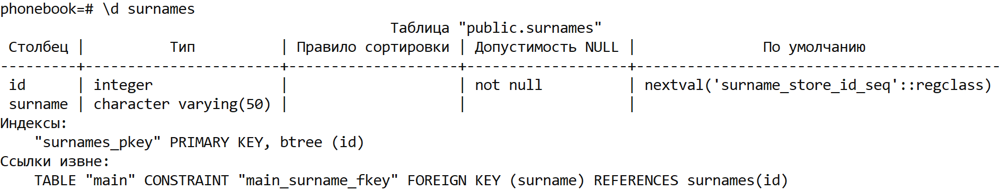 phonebook=# \d surnames
Таблица "public.surnames"
Столбец | Тип | Правило сортировки | Допустимость NULL | По умолчанию
---------+-----------------------+--------------------+-------------------+-------------------------------------------
id | integer | | not null | nextval('surname_store_id_seq'::regclass)
surname | character varying(50) | | |
Индексы:
"surnames_pkey" PRIMARY KEY, btree (id)
Ссылки извне:
TABLE "main" CONSTRAINT "main_surname_fkey" FOREIGN KEY (surname) REFERENCES surnames(id)